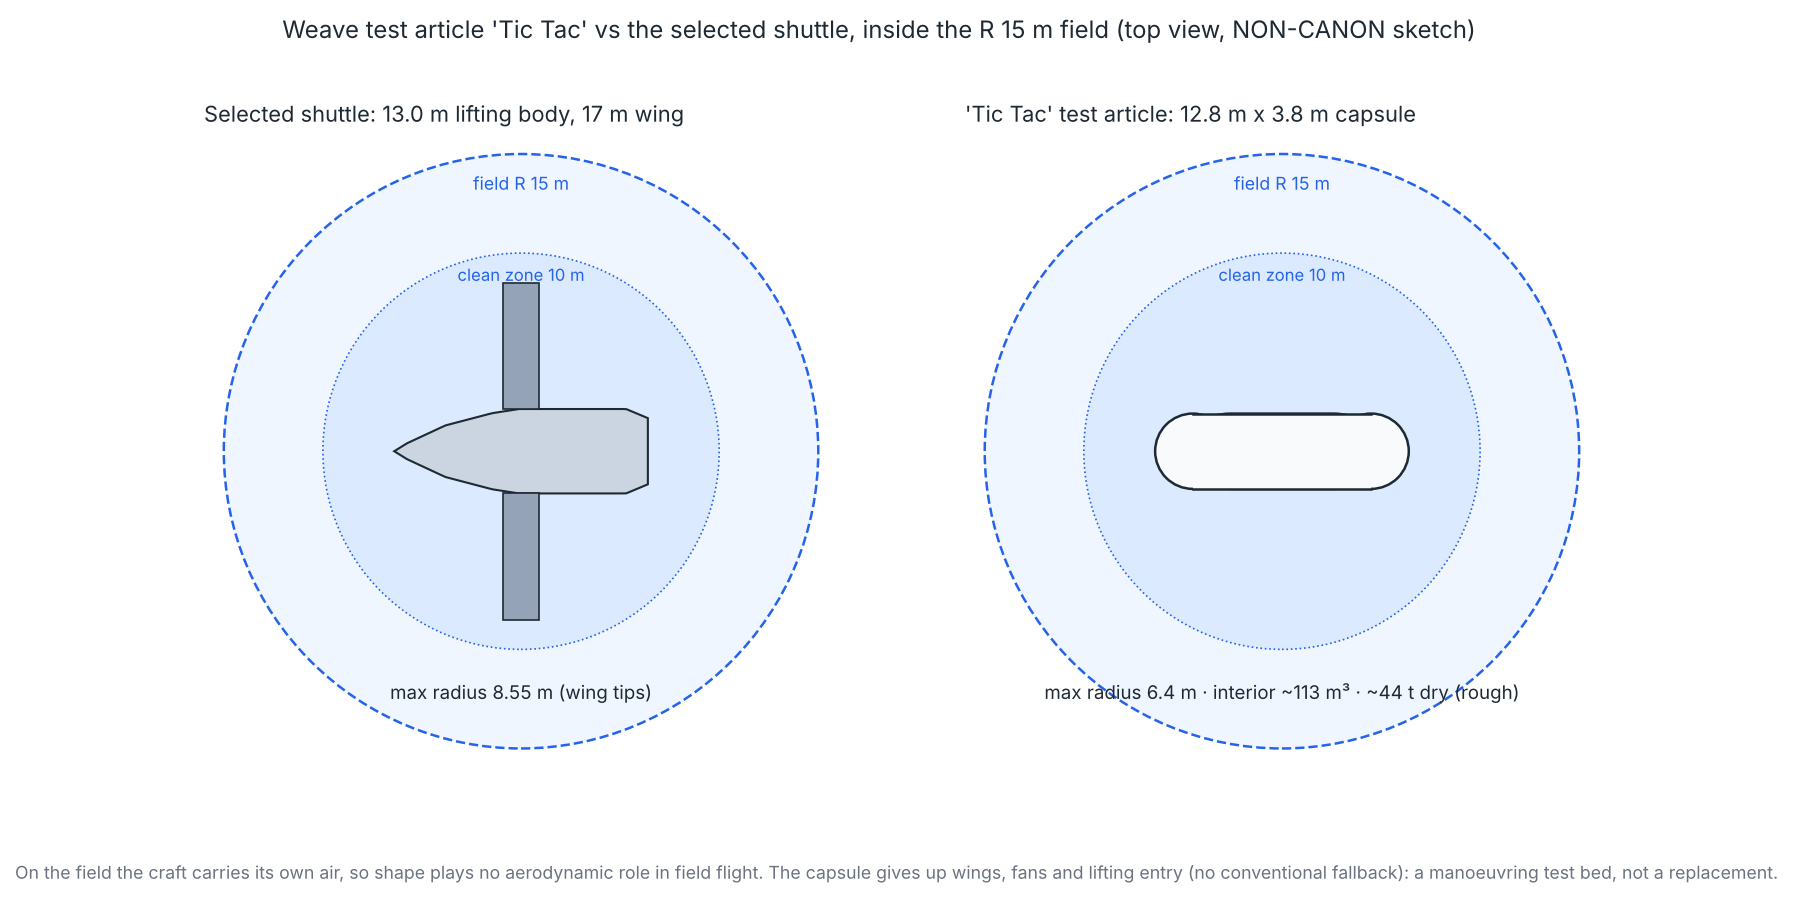 Weave test article 'Tic Tac' vs the selected shuttle, inside the R 15 m field (top view, NON-CANON sketch)
Selected shuttle: 13.0 m lifting body, 17 m wing
field R 15 m
clean zone 10 m
max radius 8.55 m (wing tips)
'Tic Tac' test article: 12.8 m x 3.8 m capsule
field R 15 m
clean zone 10 m
max radius 6.4 m · interior ~113 m³ · ~44 t dry (rough)
On the field the craft carries its own air, so shape plays no aerodynamic role in field flight. The capsule gives up wings, fans and lifting entry (no conventional fallback): a manoeuvring test bed, not a replacement.